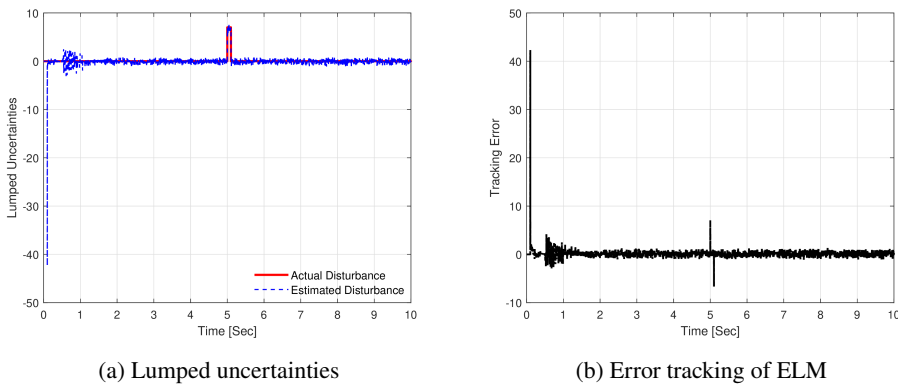 10
0
-10
-20
-30
-40
-50
Lumped Uncertainties
Actual Disturbance
Estimated Disturbance
0 1 2 3 4 5 6 7 8 9 10
Time [Sec]
(a) Lumped uncertainties
50
40
30
20
10
0
-10
Tracking Error
0 1 2 3 4 5 6 7 8 9 10
Time [Sec]
(b) Error tracking of ELM